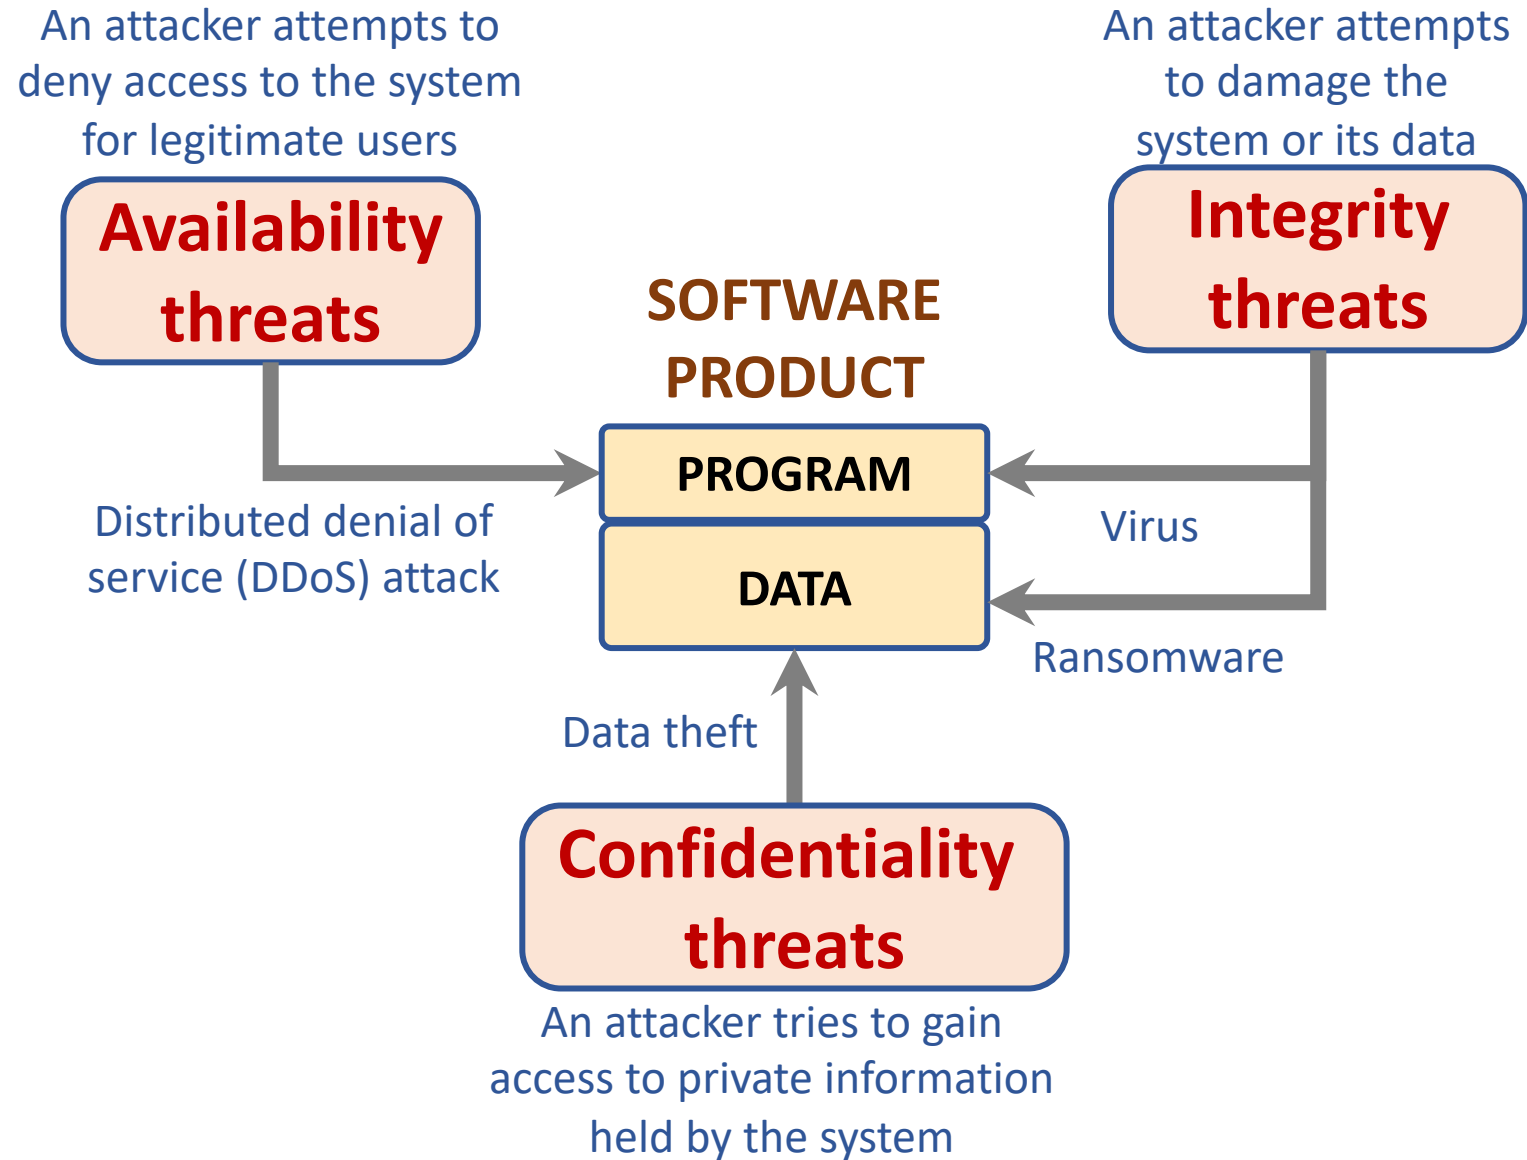 An attacker attempts to
deny access to the system
for legitimate users
Availability
threats
An attacker attempts
to damage the
system or its data
Integrity
threats
SOFTWARE
PRODUCT
PROGRAM
DATA
Distributed denial of
service (DDoS) attack
Virus
Ransomware
Data theft
Confidentiality
threats
An attacker tries to gain
access to private information
held by the system